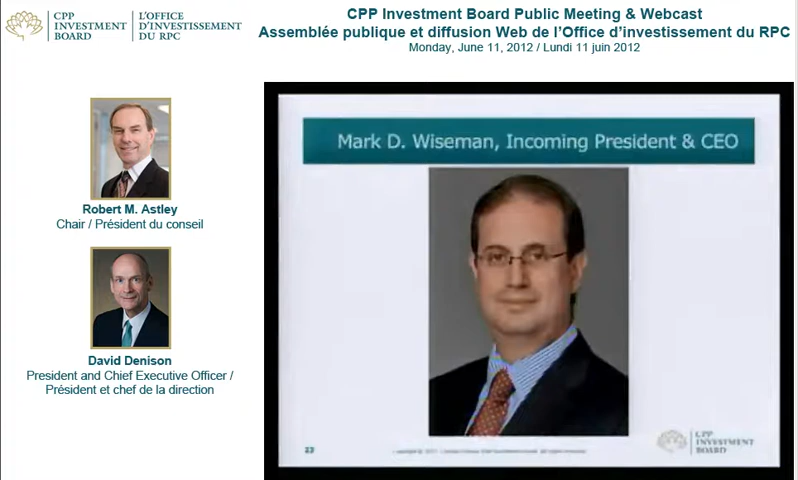 CPP
INVESTMENT
BOARD
L'OFFICE
D'INVESTISSEMENT
DU RPC
CPP Investment Board Public Meeting & Webcast
Assemblée publique et diffusion Web de l'Office d'investissement du RPC
Monday, June 11, 2012 / Lundi 11 juin 2012
Robert M. Astley
Chair / Président du conseil
David Denison
President and Chief Executive Officer /
Président et chef de la direction
Mark D. Wiseman, Incoming President & CEO
23
CPP
INVESTMENT
BOARD